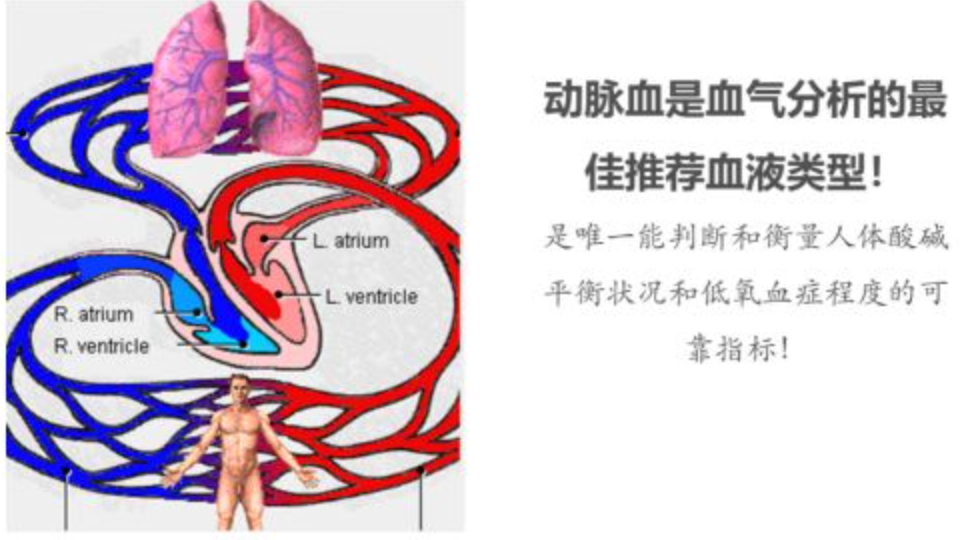 动脉血是血气分析的最
佳推荐血液类型！
是唯一能判断和衡量人体酸碱
平衡状况和低氧血症程度的可
靠指标！
L. atrium
L. ventricle
R. atrium
R. ventricle